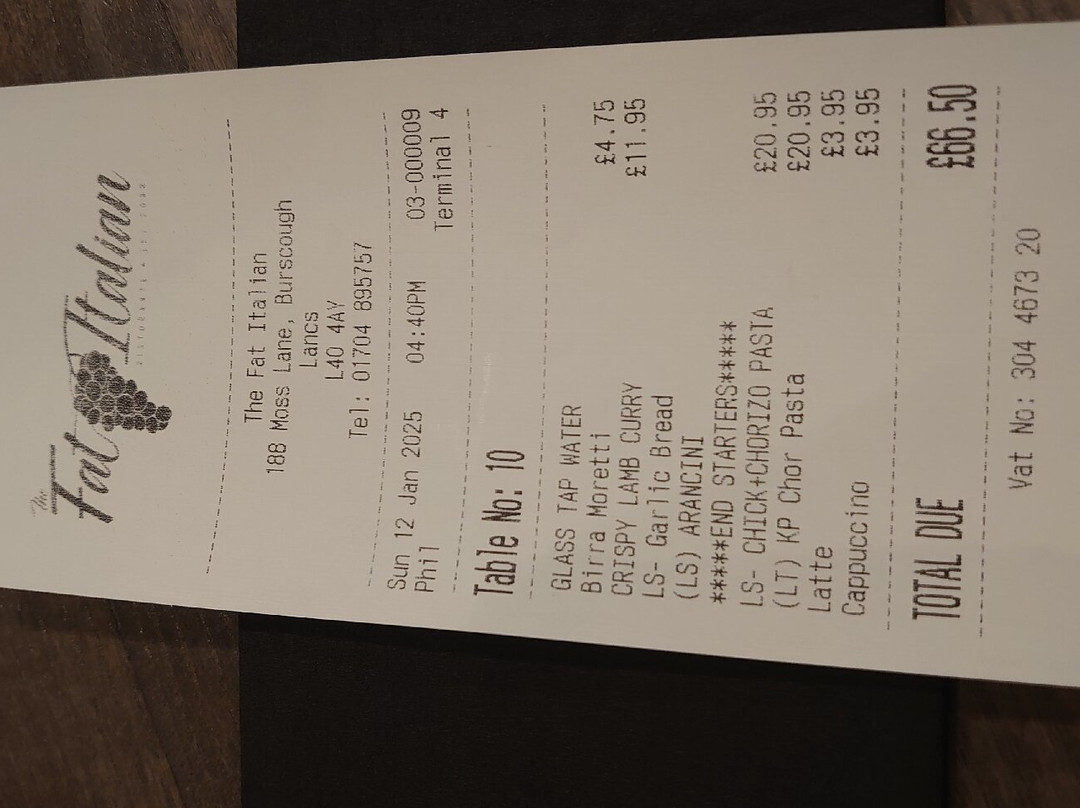 The
Fat Italian
The Fat Italian
188 Moss Lane, Burscough
Lancs
L40 4AY
Tel: 01704 895757
Sun 12 Jan 2025 04:40PM 03-000009
Phil Terminal 4
Table No: 10
GLASS TAP WATER
Birra Moretti £4.75
CRISPY LAMB CURRY £11.95
LS- Garlic Bread
(LS) ARANCINI
*****END STARTERS*****
LS- CHICK+CHORIZO PASTA £20.95
(LT) KP Chor Pasta £20.95
Latte £3.95
Cappuccino £3.95
TOTAL DUE £66.50
Vat No: 304 4673 20